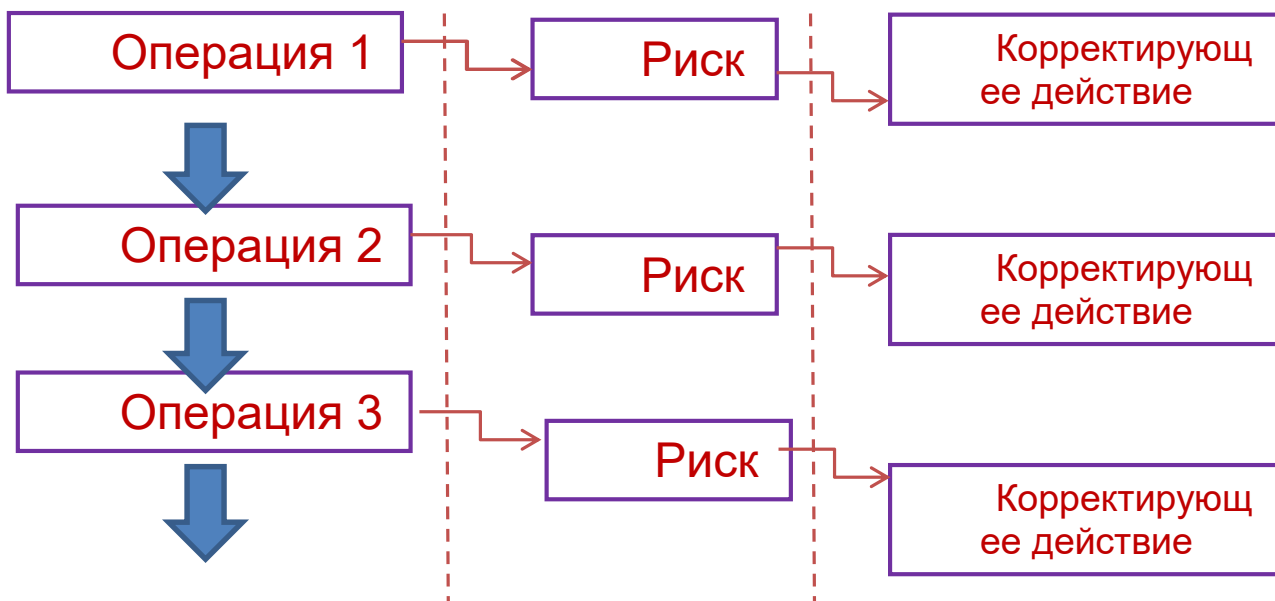 Операция 1
Риск
Корректирующ
ее действие
Операция 2
Риск
Корректирующ
ее действие
Операция 3
Риск
Корректирующ
ее действие